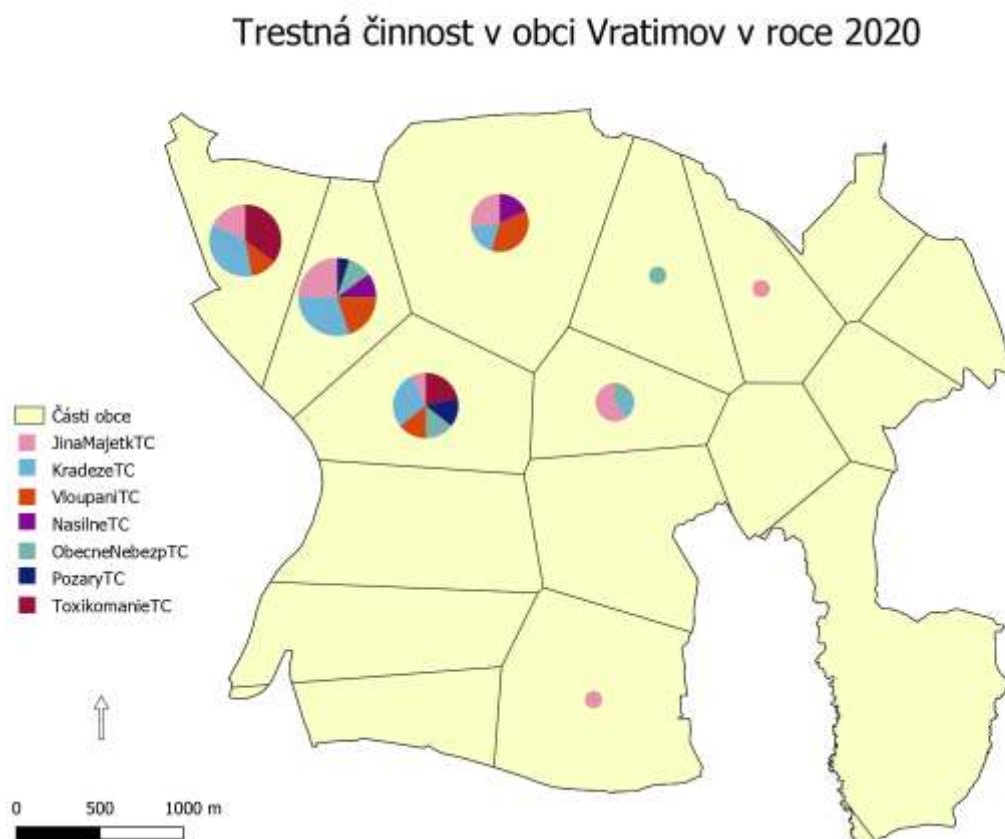 Trestná činnost v obci Vratimov v roce 2020
Části obce
JinaMajetkTC
KradezeTC
VloupaniTC
NasilneTC
ObecneNebezpTC
PozaryTC
ToxikomanieTC
0 500 1000 m